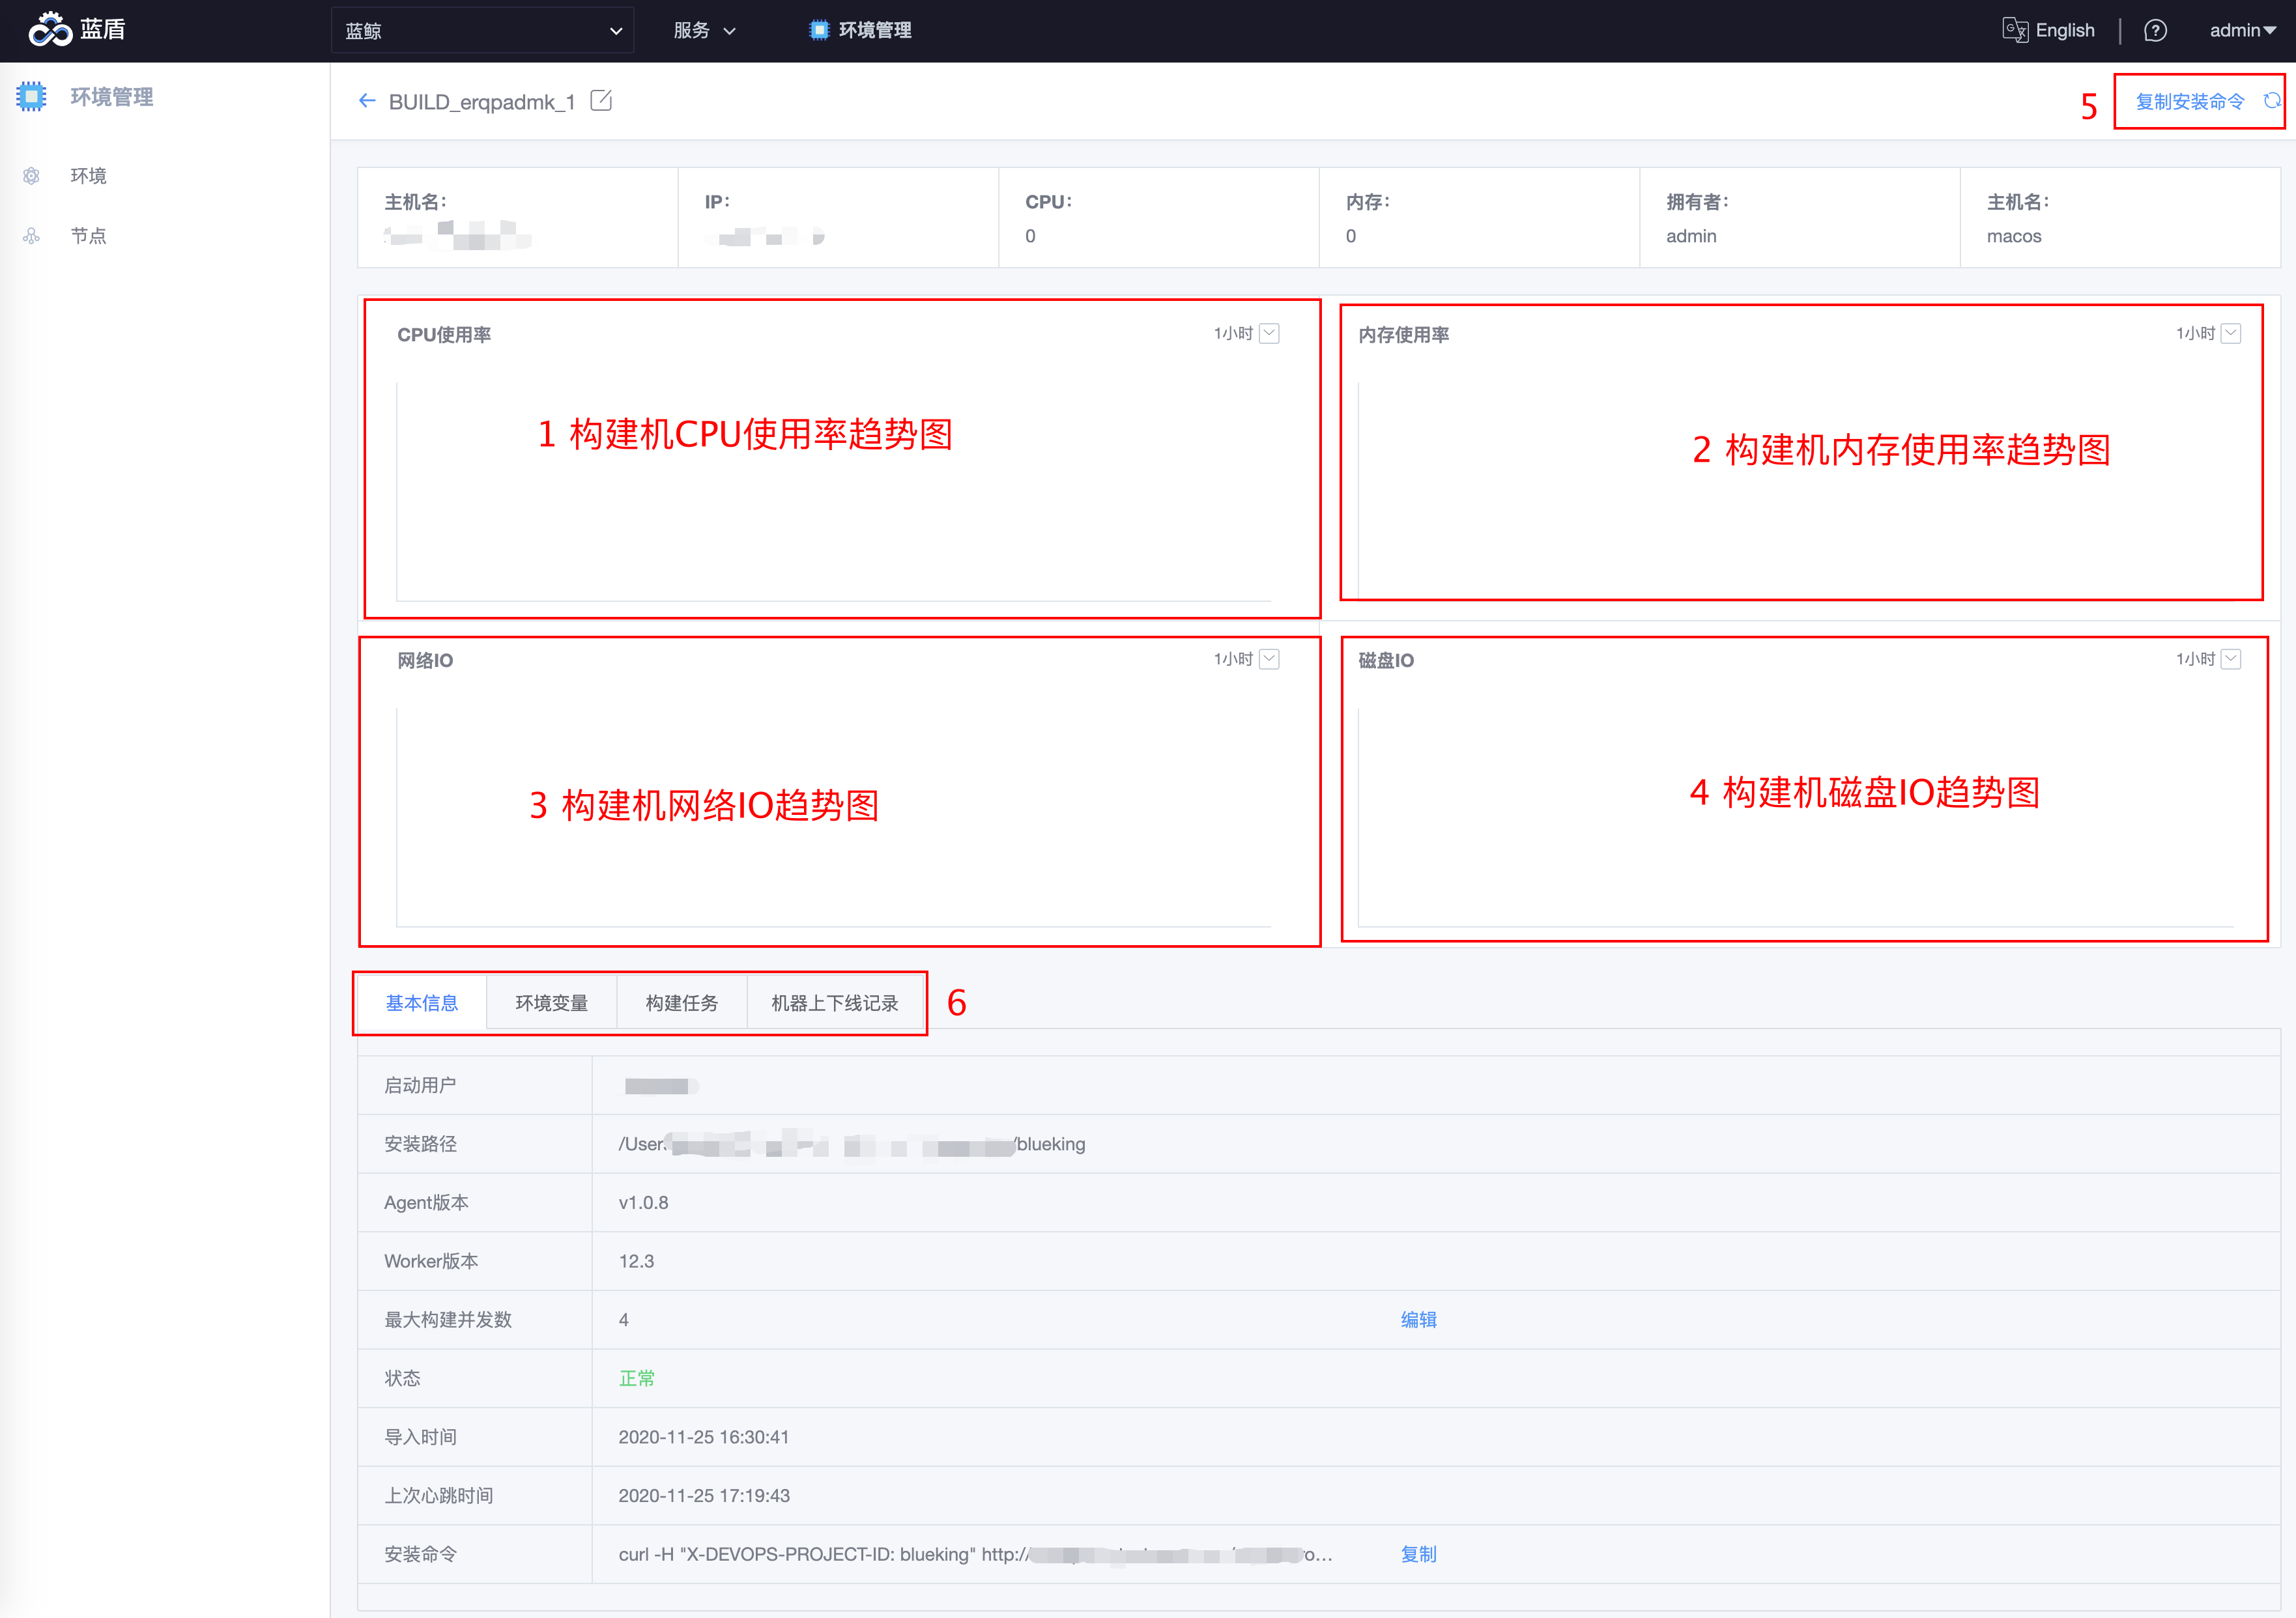 蓝盾
蓝鲸
服务
环境管理
English
admin
环境管理
环境
节点
BUILD_erqpadmk_1
5
复制安装命令
主机名：
IP：
CPU：
0
内存：
0
拥有者：
admin
主机名：
macos
CPU使用率
1小时
1 构建机CPU使用率趋势图
内存使用率
1小时
2 构建机内存使用率趋势图
网络IO
1小时
3 构建机网络IO趋势图
磁盘IO
1小时
4 构建机磁盘IO趋势图
基本信息
环境变量
构建任务
机器上下线记录
6
启动用户
安装路径
/User
/blueking
Agent版本
v1.0.8
Worker版本
12.3
最大构建并发数
4
编辑
状态
正常
导入时间
2020-11-25 16:30:41
上次心跳时间
2020-11-25 17:19:43
安装命令
curl -H "X-DEVOPS-PROJECT-ID: blueking" http://
o...
复制